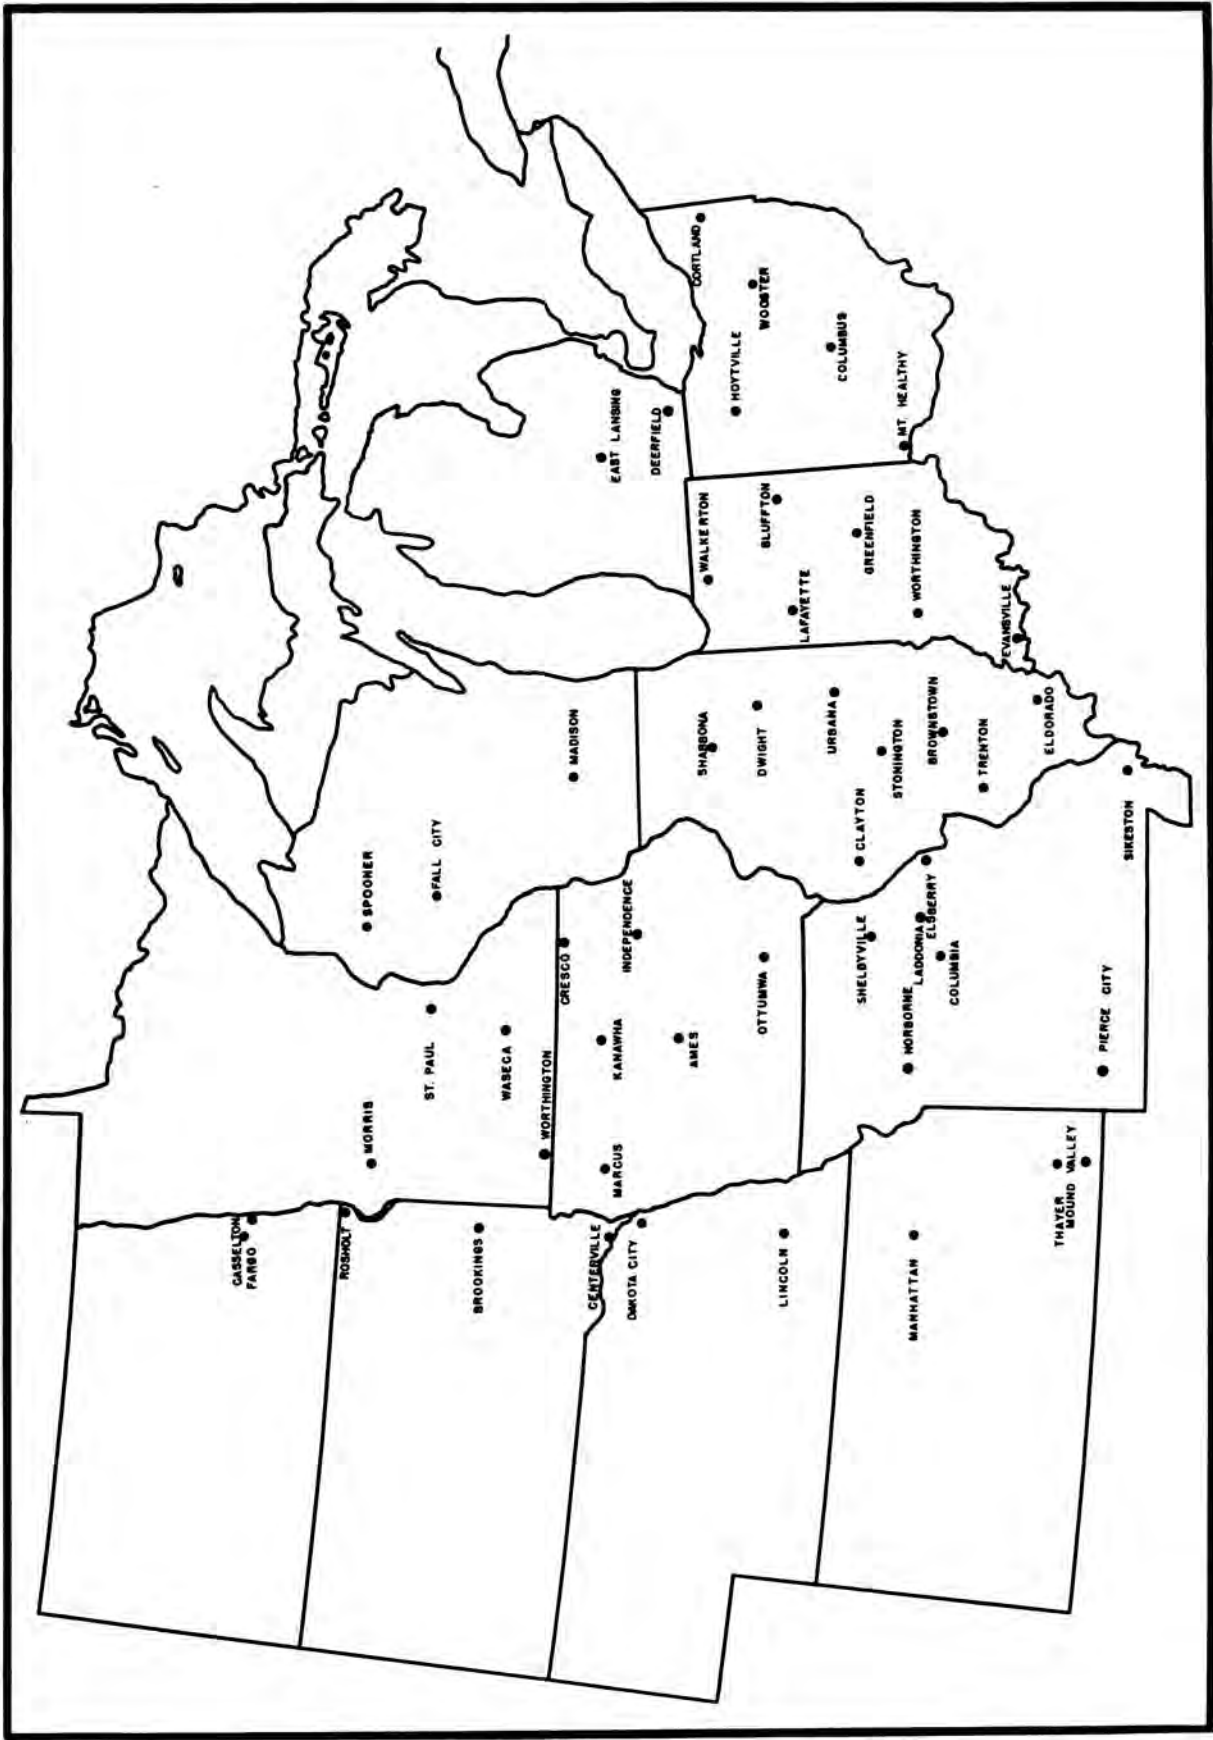 CASSELTON
FARGO
ROSHOLT
MORRIS
BROOKINGS
ST. PAUL
WASECA
WORTHINGTON
SPOONER
FALL CITY
MADISON
CENTERVILLE
DAKOTA CITY
LINCOLN
MARCUS
KANAWHA
CRESCO
INDEPENDENCE
AMES
OTTUMWA
EAST LANSING
DEERFIELD
SHABBONA
DWIGHT
URBANA
CLAYTON
STONINGTON
BROWNSTOWN
TRENTON
ELDORADO
WALKERTON
BLUFFTON
LAFAYETTE
GREENFIELD
WORTHINGTON
EVANSVILLE
CORTLAND
WOOSTER
HOYTVILLE
COLUMBUS
MT. HEALTHY
MANHATTAN
THAYER
MOUND VALLEY
SHELBYVILLE
NORBORNE
LADDONIA
ELSBERRY
COLUMBIA
PIERCE CITY
SIKESTON